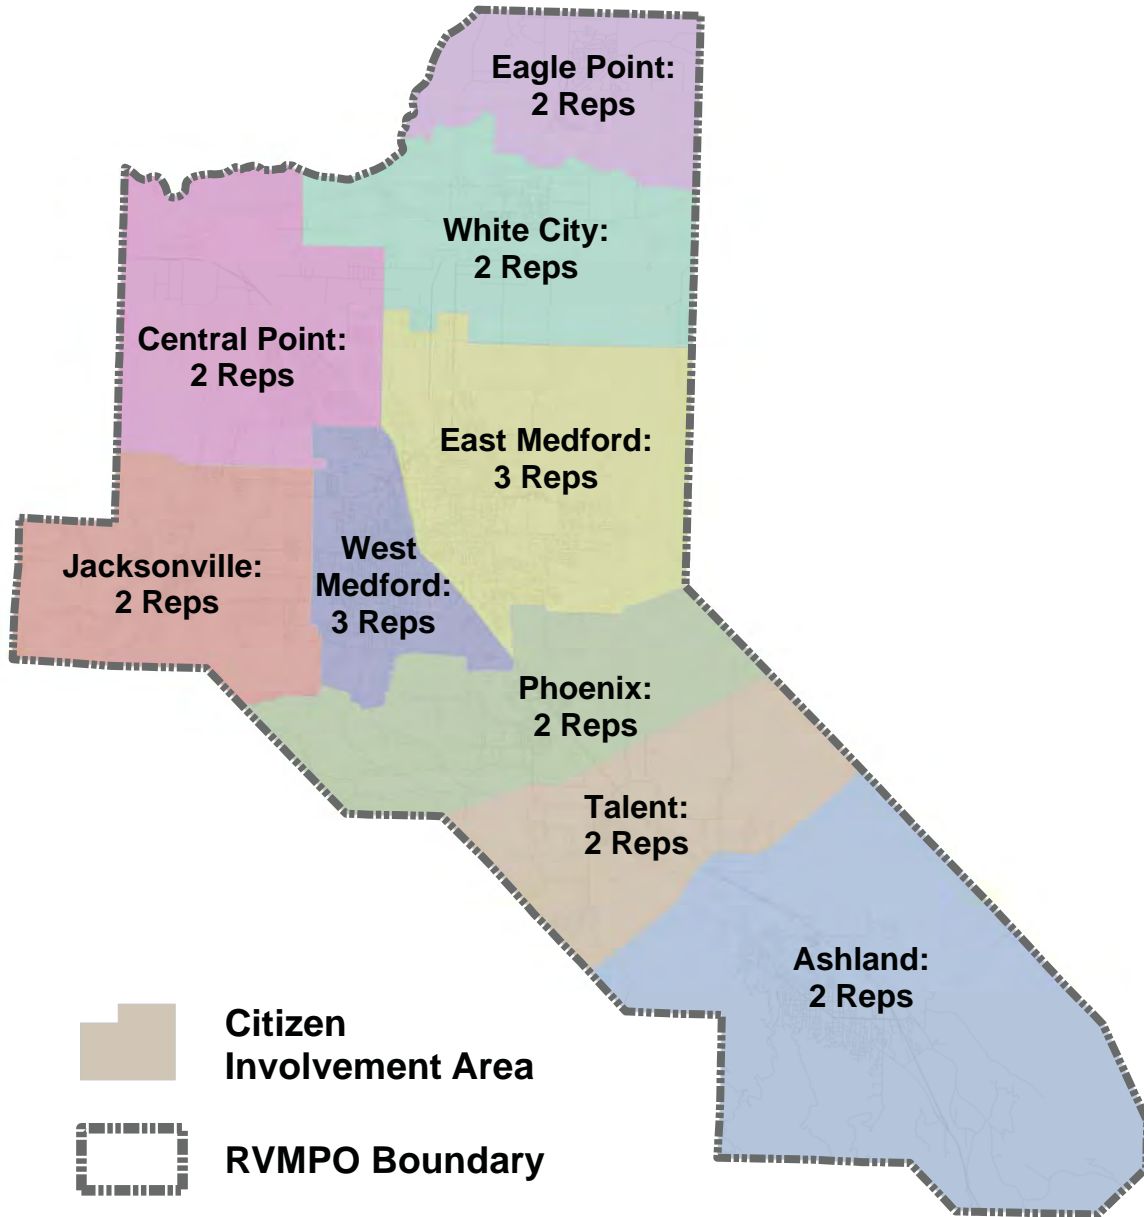 Eagle Point:
2 Reps
White City:
2 Reps
Central Point:
2 Reps
East Medford:
3 Reps
Jacksonville:
2 Reps
West
Medford:
3 Reps
Phoenix:
2 Reps
Talent:
2 Reps
Ashland:
2 Reps
Citizen
Involvement Area
RVMPO Boundary